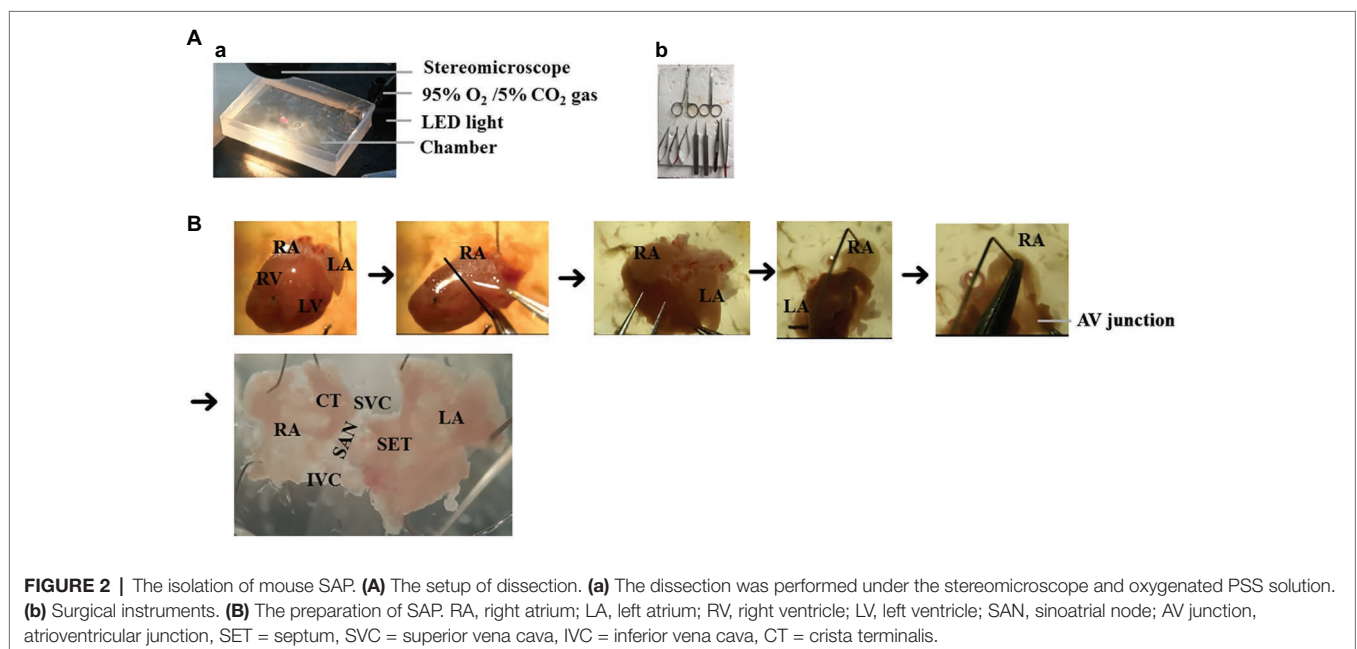 A
a
Stereomicroscope
95% O₂ /5% CO₂ gas
LED light
Chamber
b
B
RA
RV
LA
LV
RA
RA
LA
RA
LA
RA
AV junction
CT
SVC
LA
RA
SAN
SET
IVC
FIGURE 2 | The isolation of mouse SAP. (A) The setup of dissection. (a) The dissection was performed under the stereomicroscope and oxygenated PSS solution.
(b) Surgical instruments. (B) The preparation of SAP. RA, right atrium; LA, left atrium; RV, right ventricle; LV, left ventricle; SAN, sinoatrial node; AV junction,
atrioventricular junction, SET = septum, SVC = superior vena cava, IVC = inferior vena cava, CT = crista terminalis.